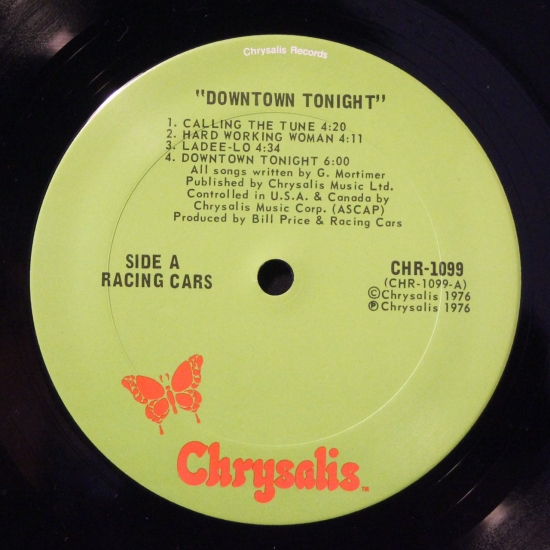 Chrysalis Records
"DOWNTOWN TONIGHT"
1. CALLING THE TUNE 4:20
2. HARD WORKING WOMAN 4:11
3. LADEE-LO 4:34
4. DOWNTOWN TONIGHT 6:00
All songs written by G. Mortimer
Published by Chrysalis Music Ltd.
Controlled in U.S.A. & Canada by
Chrysalis Music Corp. (ASCAP)
Produced by Bill Price & Racing Cars
SIDE A
RACING CARS
CHR-1099
(CHR-1099-A)
©Chrysalis 1976
℗Chrysalis 1976
Chrysalis™